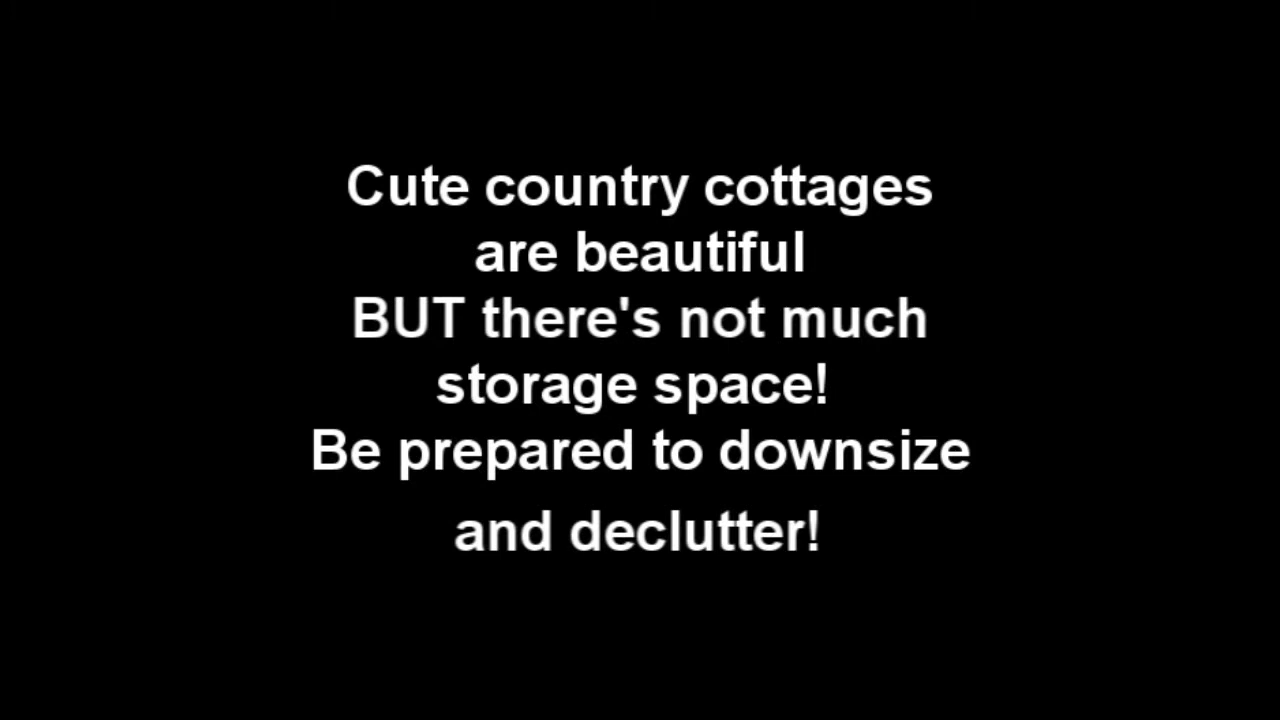 Cute country cottages
are beautiful
BUT there's not much
storage space!
Be prepared to downsize
and declutter!